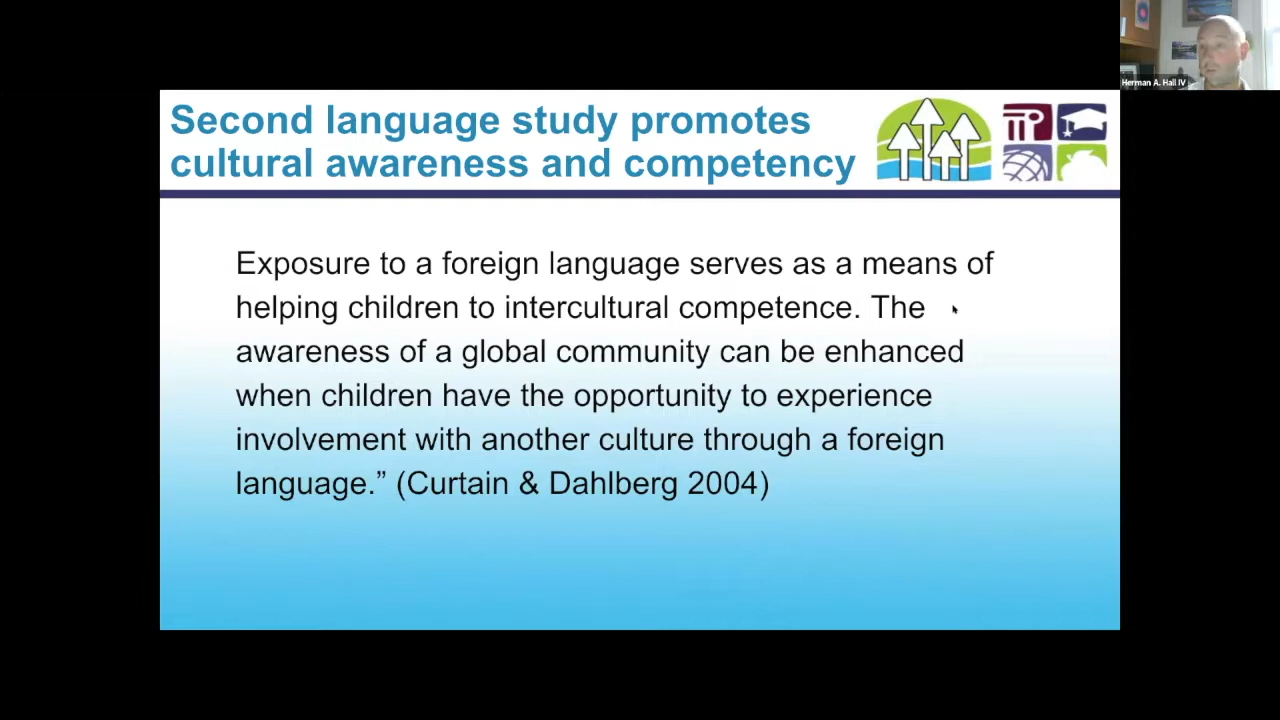 Herman A. Hall IV
Second language study promotes
cultural awareness and competency
Exposure to a foreign language serves as a means of
helping children to intercultural competence. The
awareness of a global community can be enhanced
when children have the opportunity to experience
involvement with another culture through a foreign
language.” (Curtain & Dahlberg 2004)